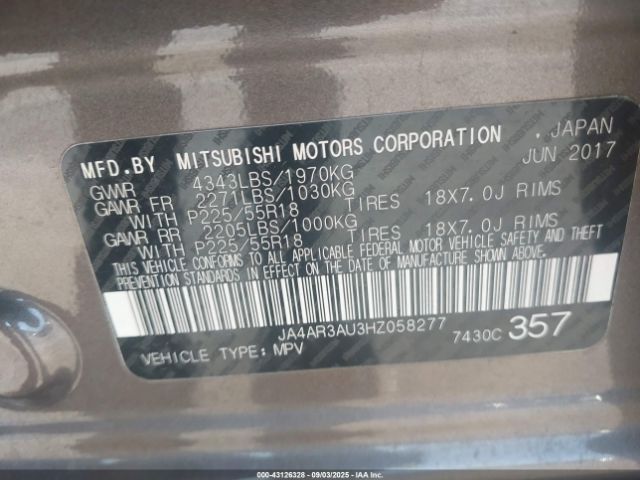 MFD.BY MITSUBISHI MOTORS CORPORATION , JAPAN
GVWR 4343LBS/1970KG JUN 2017
GAWR FR 2271LBS/1030KG
WITH P225/55R18 TIRES 18X7.0J RIMS
GAWR RR 2205LBS/1000KG
WITH P225/55R18 TIRES 18X7.0J RIMS
THIS VEHICLE CONFORMS TO ALL APPLICABLE FEDERAL MOTOR VEHICLE SAFETY AND THEFT
PREVENTION STANDARDS IN EFFECT ON THE DATE OF MANUFACTURE SHOWN ABOVE.
JA4AR3AU3HZ058277
VEHICLE TYPE: MPV 7430C 357
000-43126328 - 09/03/2025 - IAAI.com